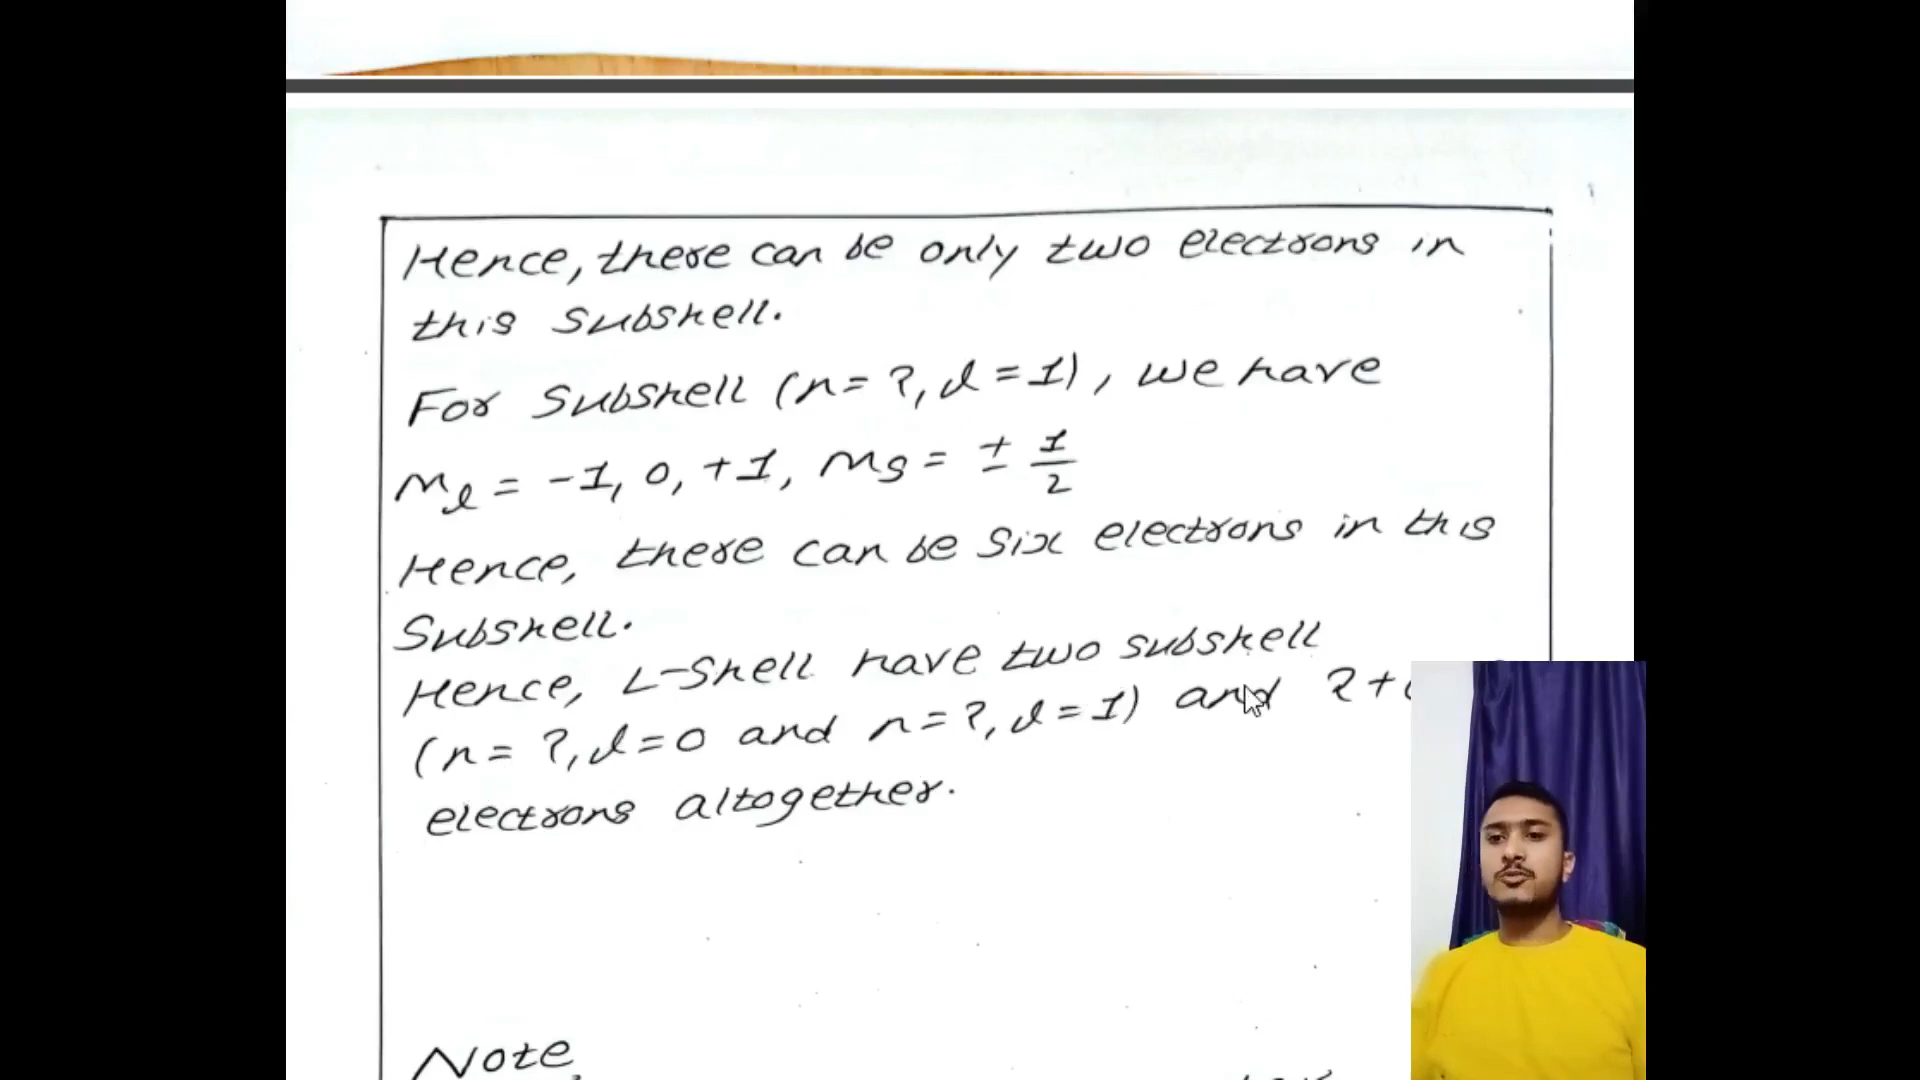 Hence, there can be only two electrons in
this Subshell.
For Subshell (n = 2, l = 1), we have
m_l = -1, 0, +1, m_s = ± 1/2
Hence, there can be six electrons in this
Subshell.
Hence, L-Shell have two subshell
(n = 2, l = 0 and n = 2, l = 1) and 2 +
electrons altogether.
Note